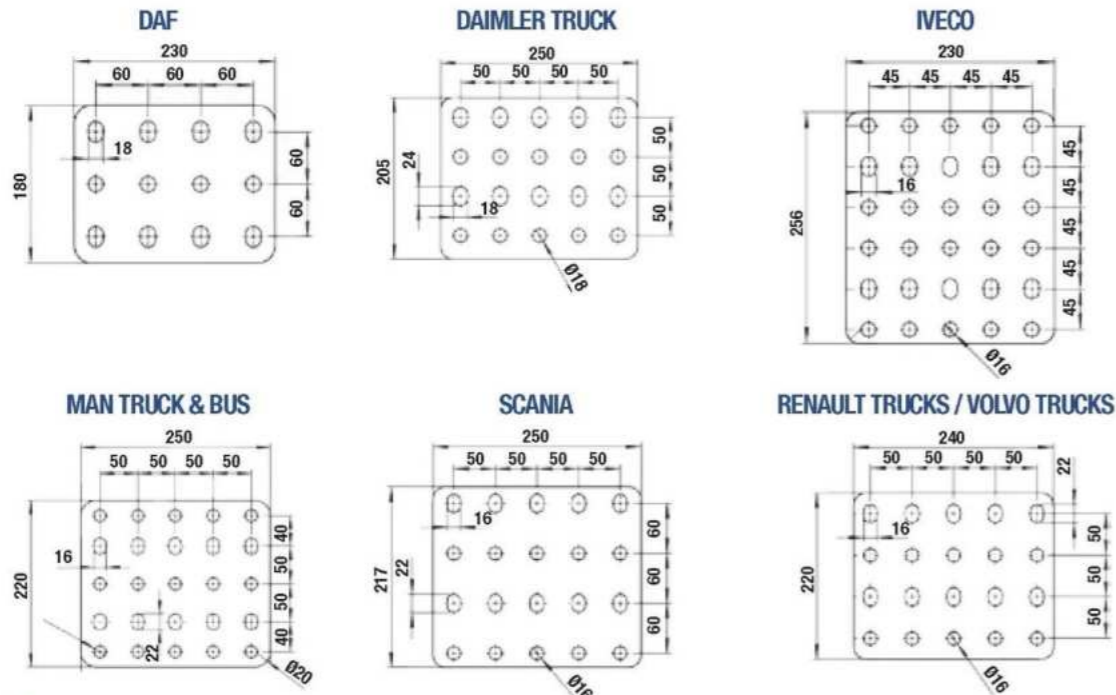 DAF
230
60 60 60
18
180
60
60
DAIMLER TRUCK
250
50 50 50 50
205
24
18
50
50
50
Ø18
IVECO
230
45 45 45 45
256
16
45
45
45
45
45
Ø16
MAN TRUCK & BUS
250
50 50 50 50
220
16
22
40
50
50
40
Ø20
SCANIA
250
50 50 50 50
217
16
22
60
60
60
Ø16
RENAULT TRUCKS / VOLVO TRUCKS
240
50 50 50 50
22
220
16
50
50
50
Ø16